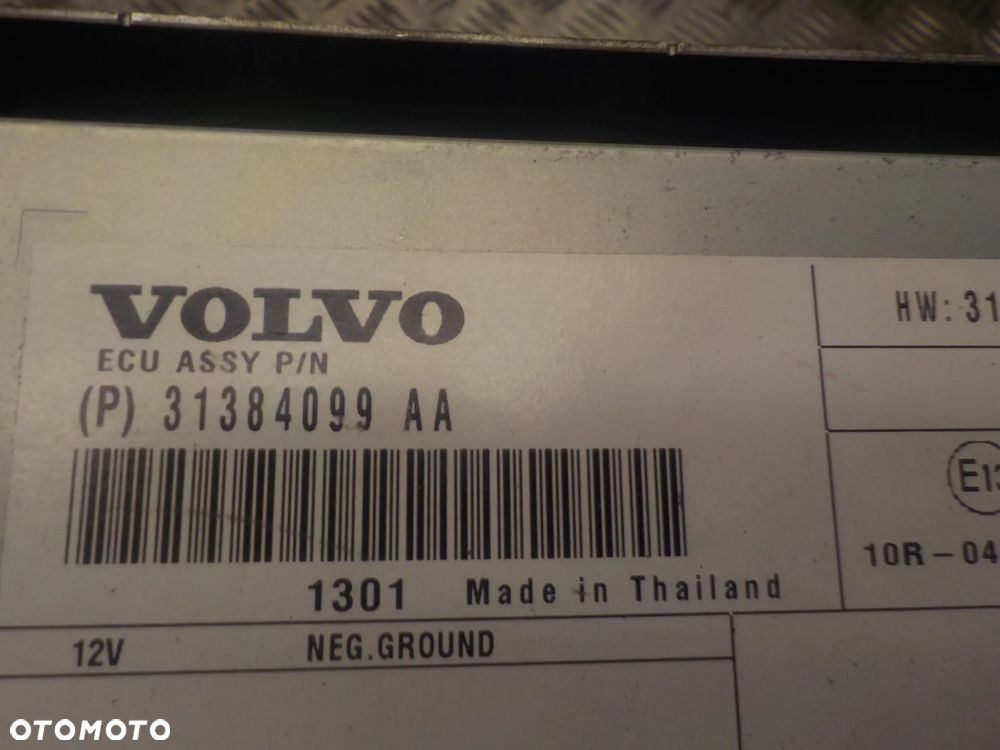 VOLVO
ECU ASSY P/N
(P) 31384099 AA
1301 Made in Thailand
12V NEG.GROUND
HW: 31
E13
10R-04
OTOMOTO